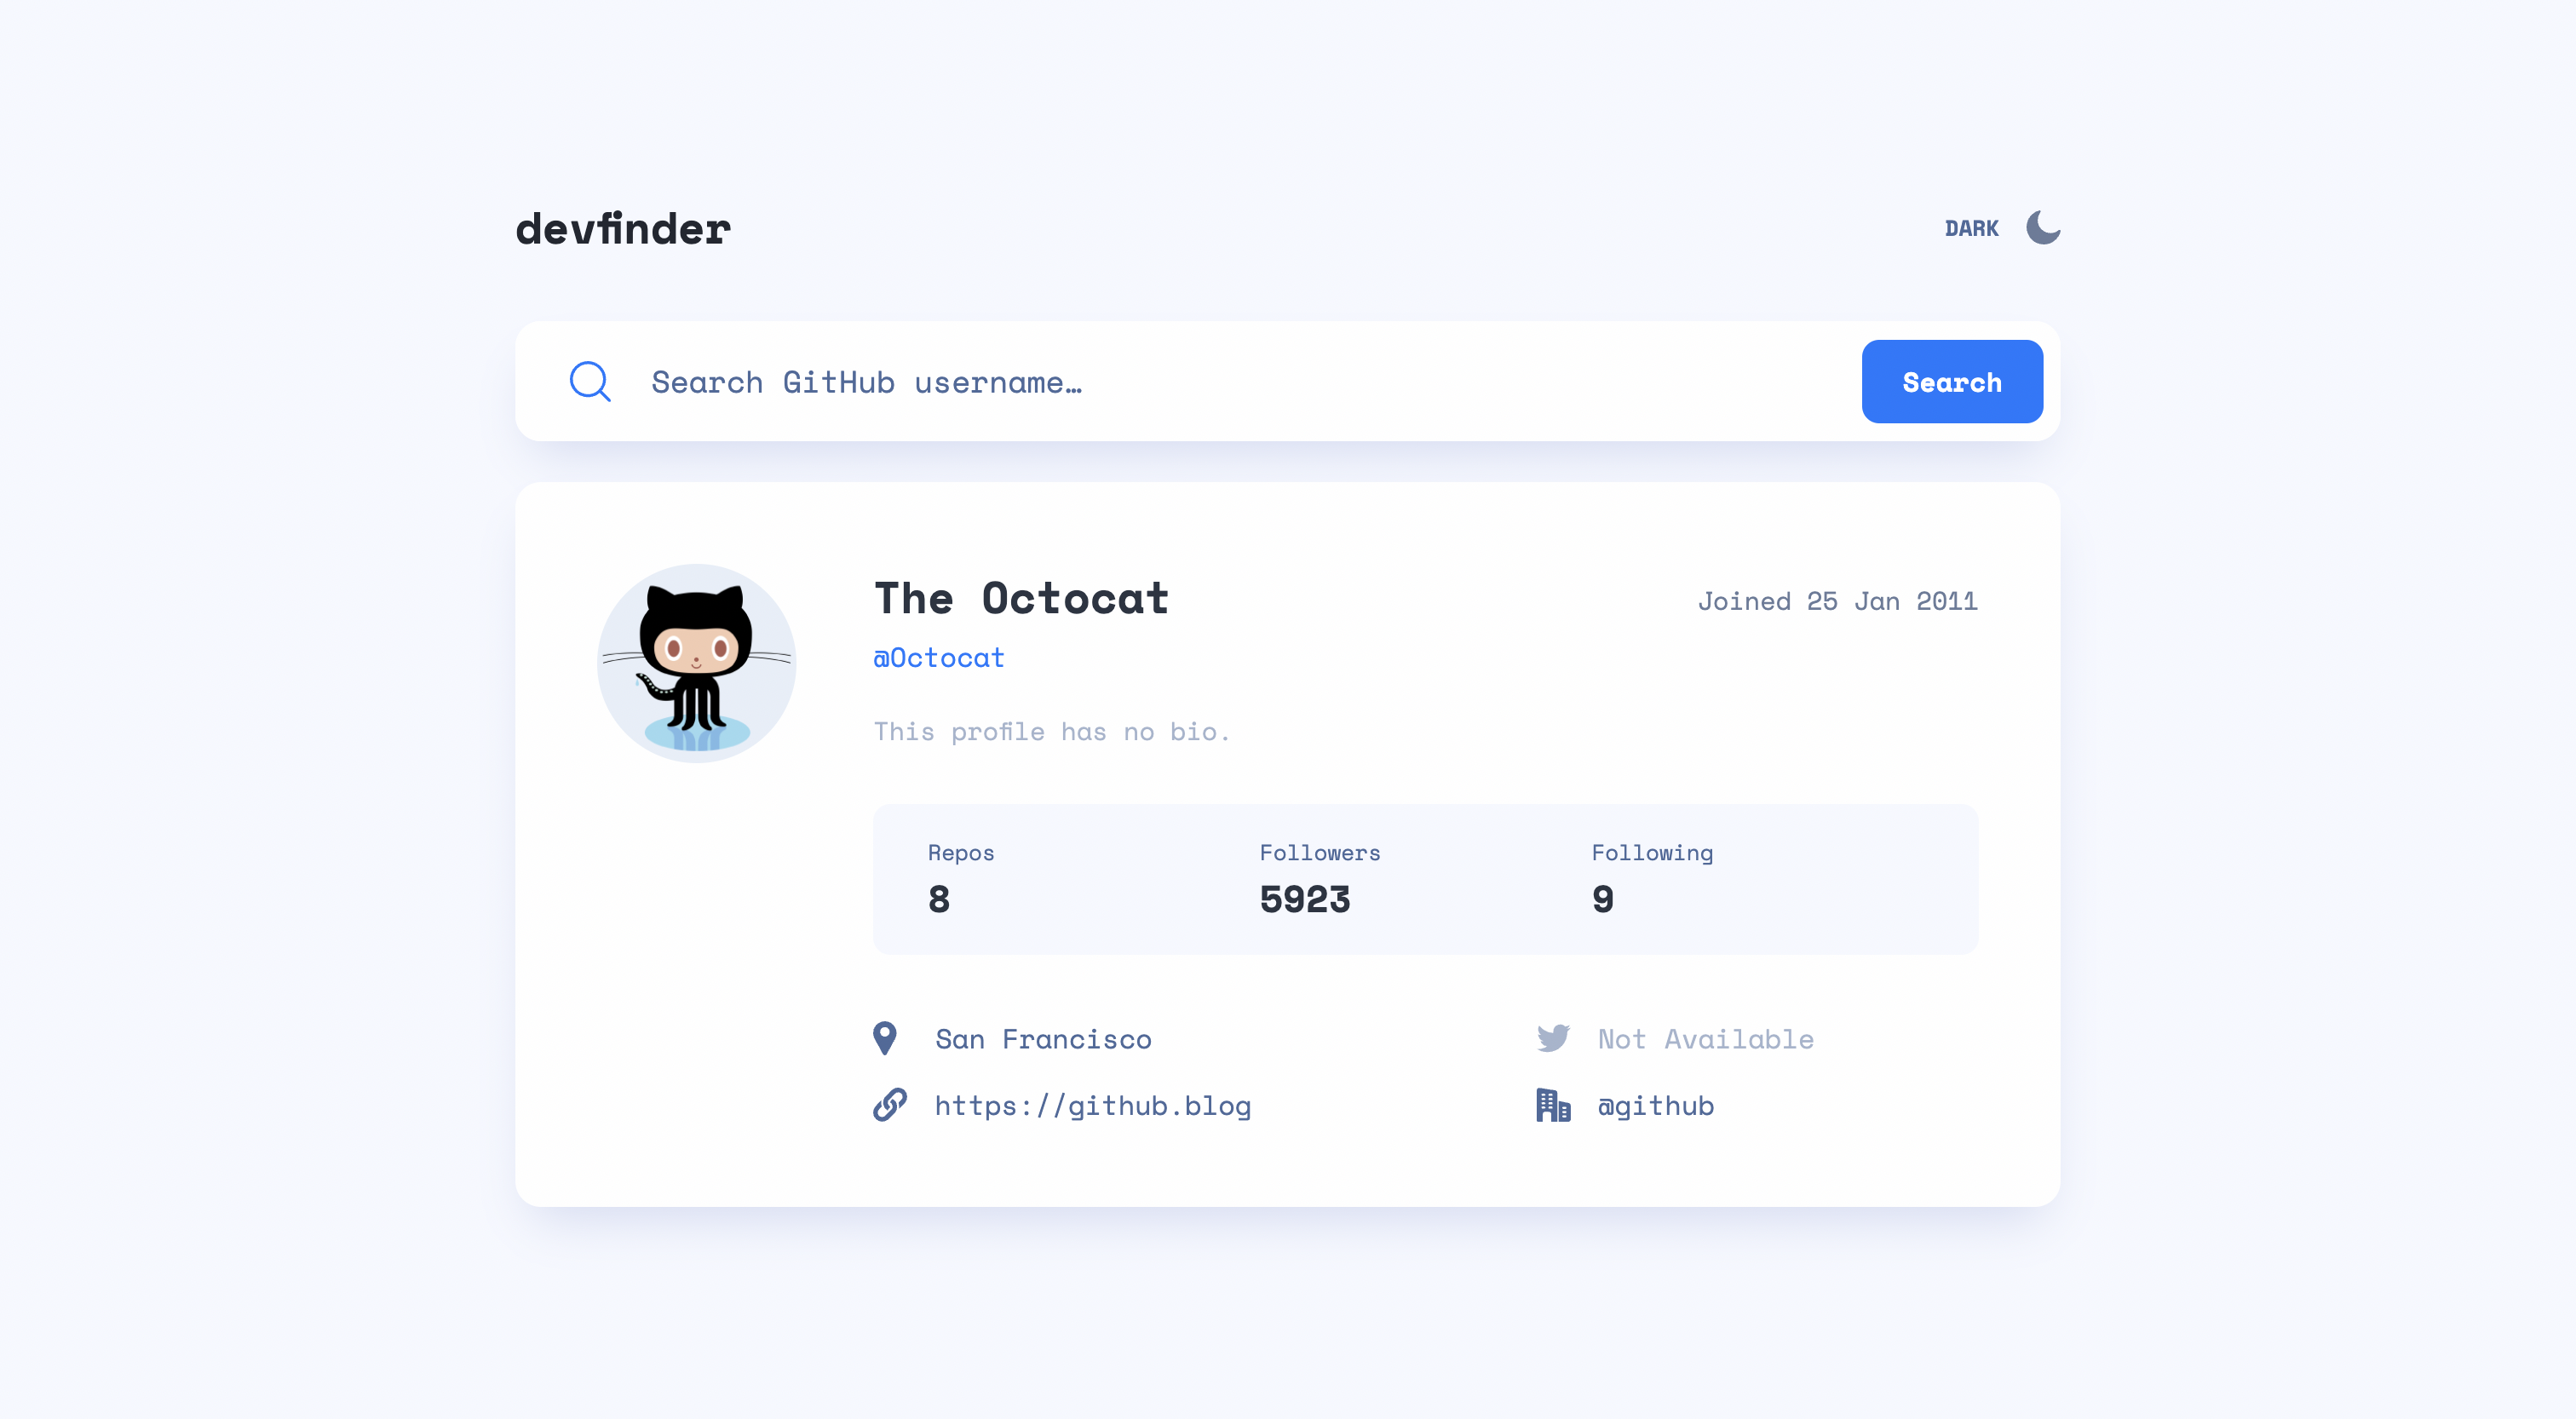 devfinder
DARK
Search GitHub username…
Search
The Octocat
Joined 25 Jan 2011
@Octocat
This profile has no bio.
Repos
Followers
Following
8
5923
9
San Francisco
Not Available
https://github.blog
@github